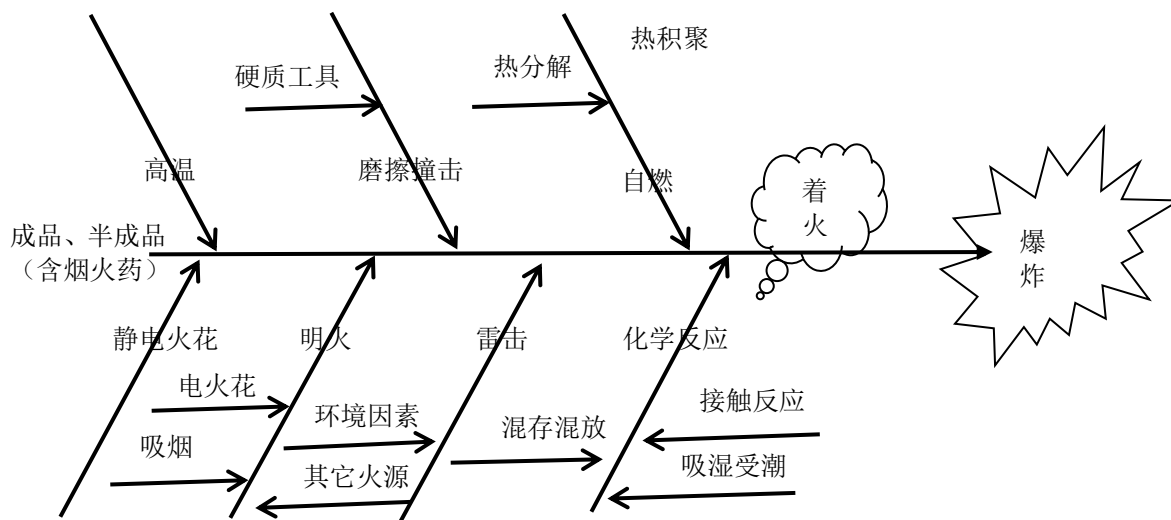 热积聚
热分解
硬质工具
高温
磨擦撞击
自燃
着
火
成品、半成品
（含烟火药）
爆
炸
静电火花
明火
雷击
化学反应
电火花
环境因素
接触反应
吸烟
混存混放
其它火源
吸湿受潮